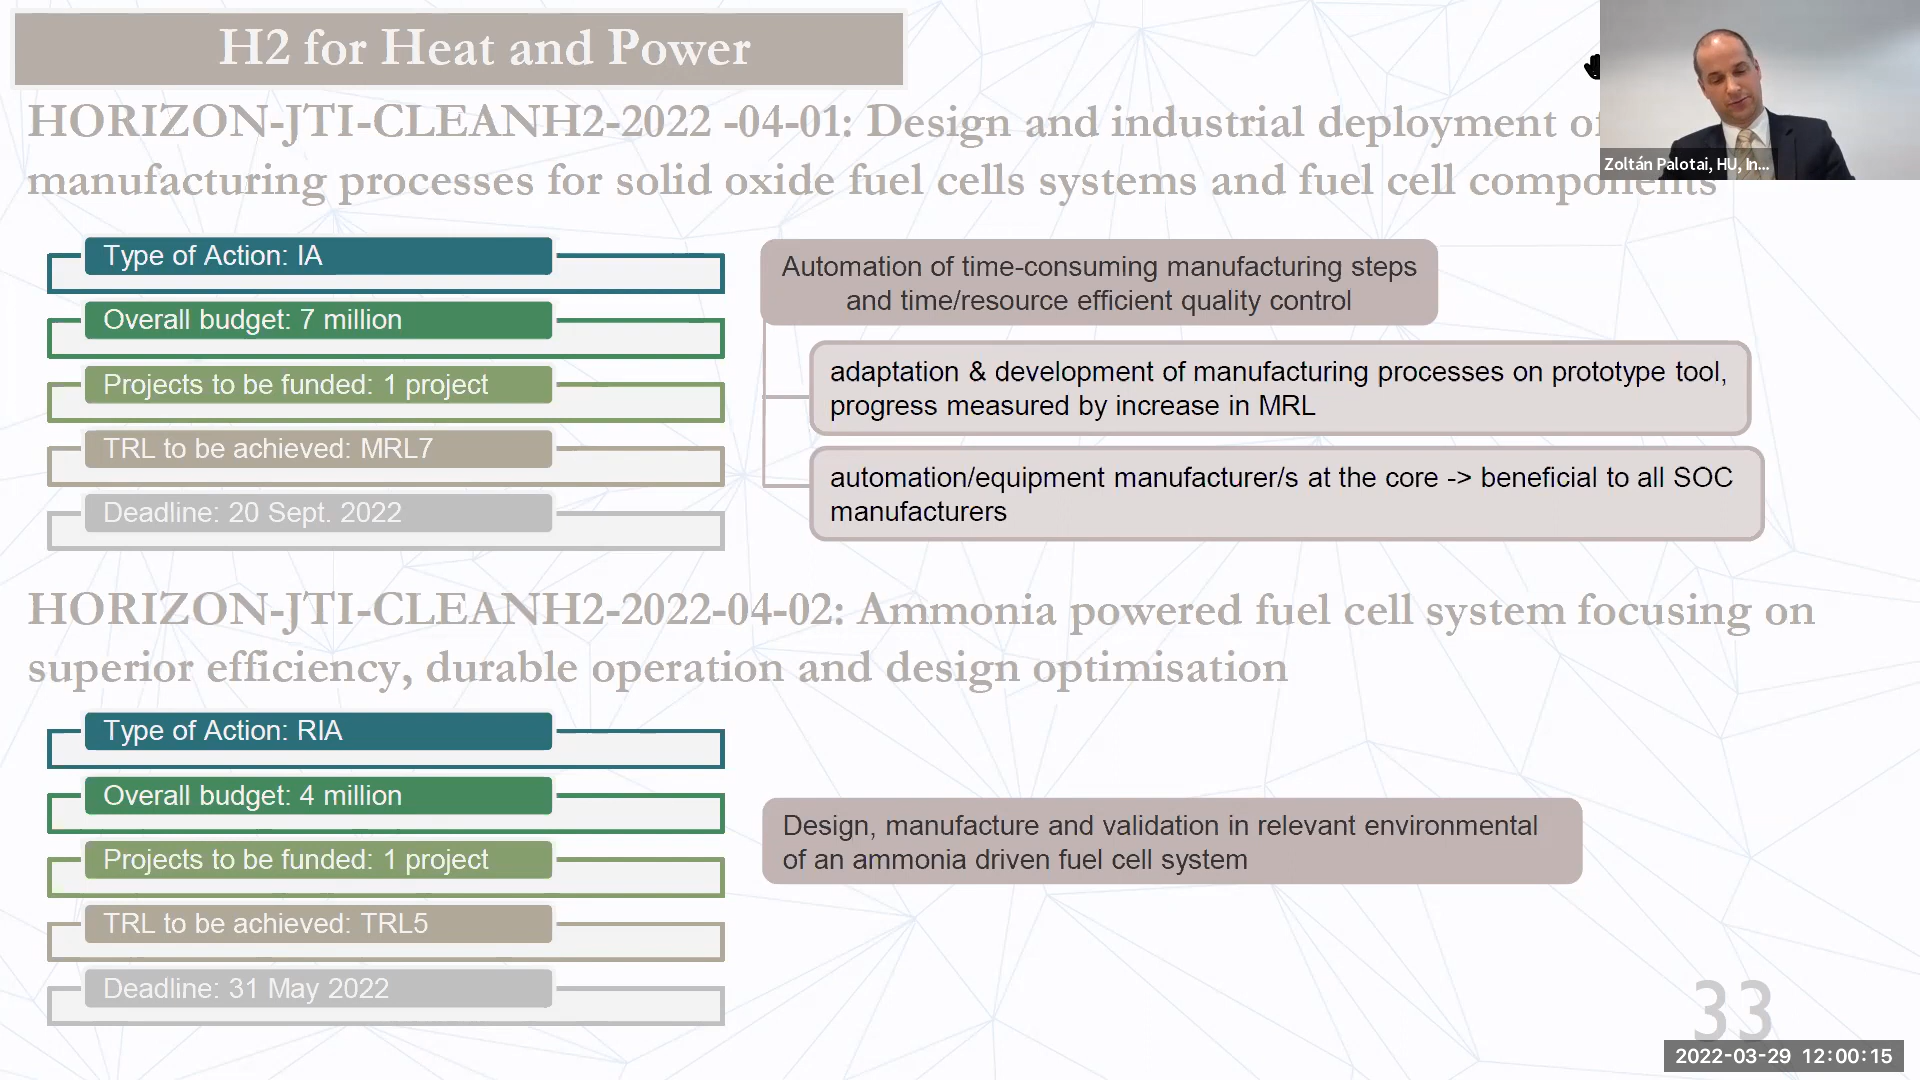 H2 for Heat and Power
HORIZON-JTI-CLEANH2-2022 -04-01: Design and industrial deployment of
manufacturing processes for solid oxide fuel cells systems and fuel cell components
Zoltán Palotai, HU, In...
Type of Action: IA
Overall budget: 7 million
Projects to be funded: 1 project
TRL to be achieved: MRL7
Deadline: 20 Sept. 2022
Automation of time-consuming manufacturing steps
and time/resource efficient quality control
adaptation & development of manufacturing processes on prototype tool,
progress measured by increase in MRL
automation/equipment manufacturer/s at the core -> beneficial to all SOC
manufacturers
HORIZON-JTI-CLEANH2-2022-04-02: Ammonia powered fuel cell system focusing on
superior efficiency, durable operation and design optimisation
Type of Action: RIA
Overall budget: 4 million
Projects to be funded: 1 project
TRL to be achieved: TRL5
Deadline: 31 May 2022
Design, manufacture and validation in relevant environmental
of an ammonia driven fuel cell system
33
2022-03-29 12:00:15